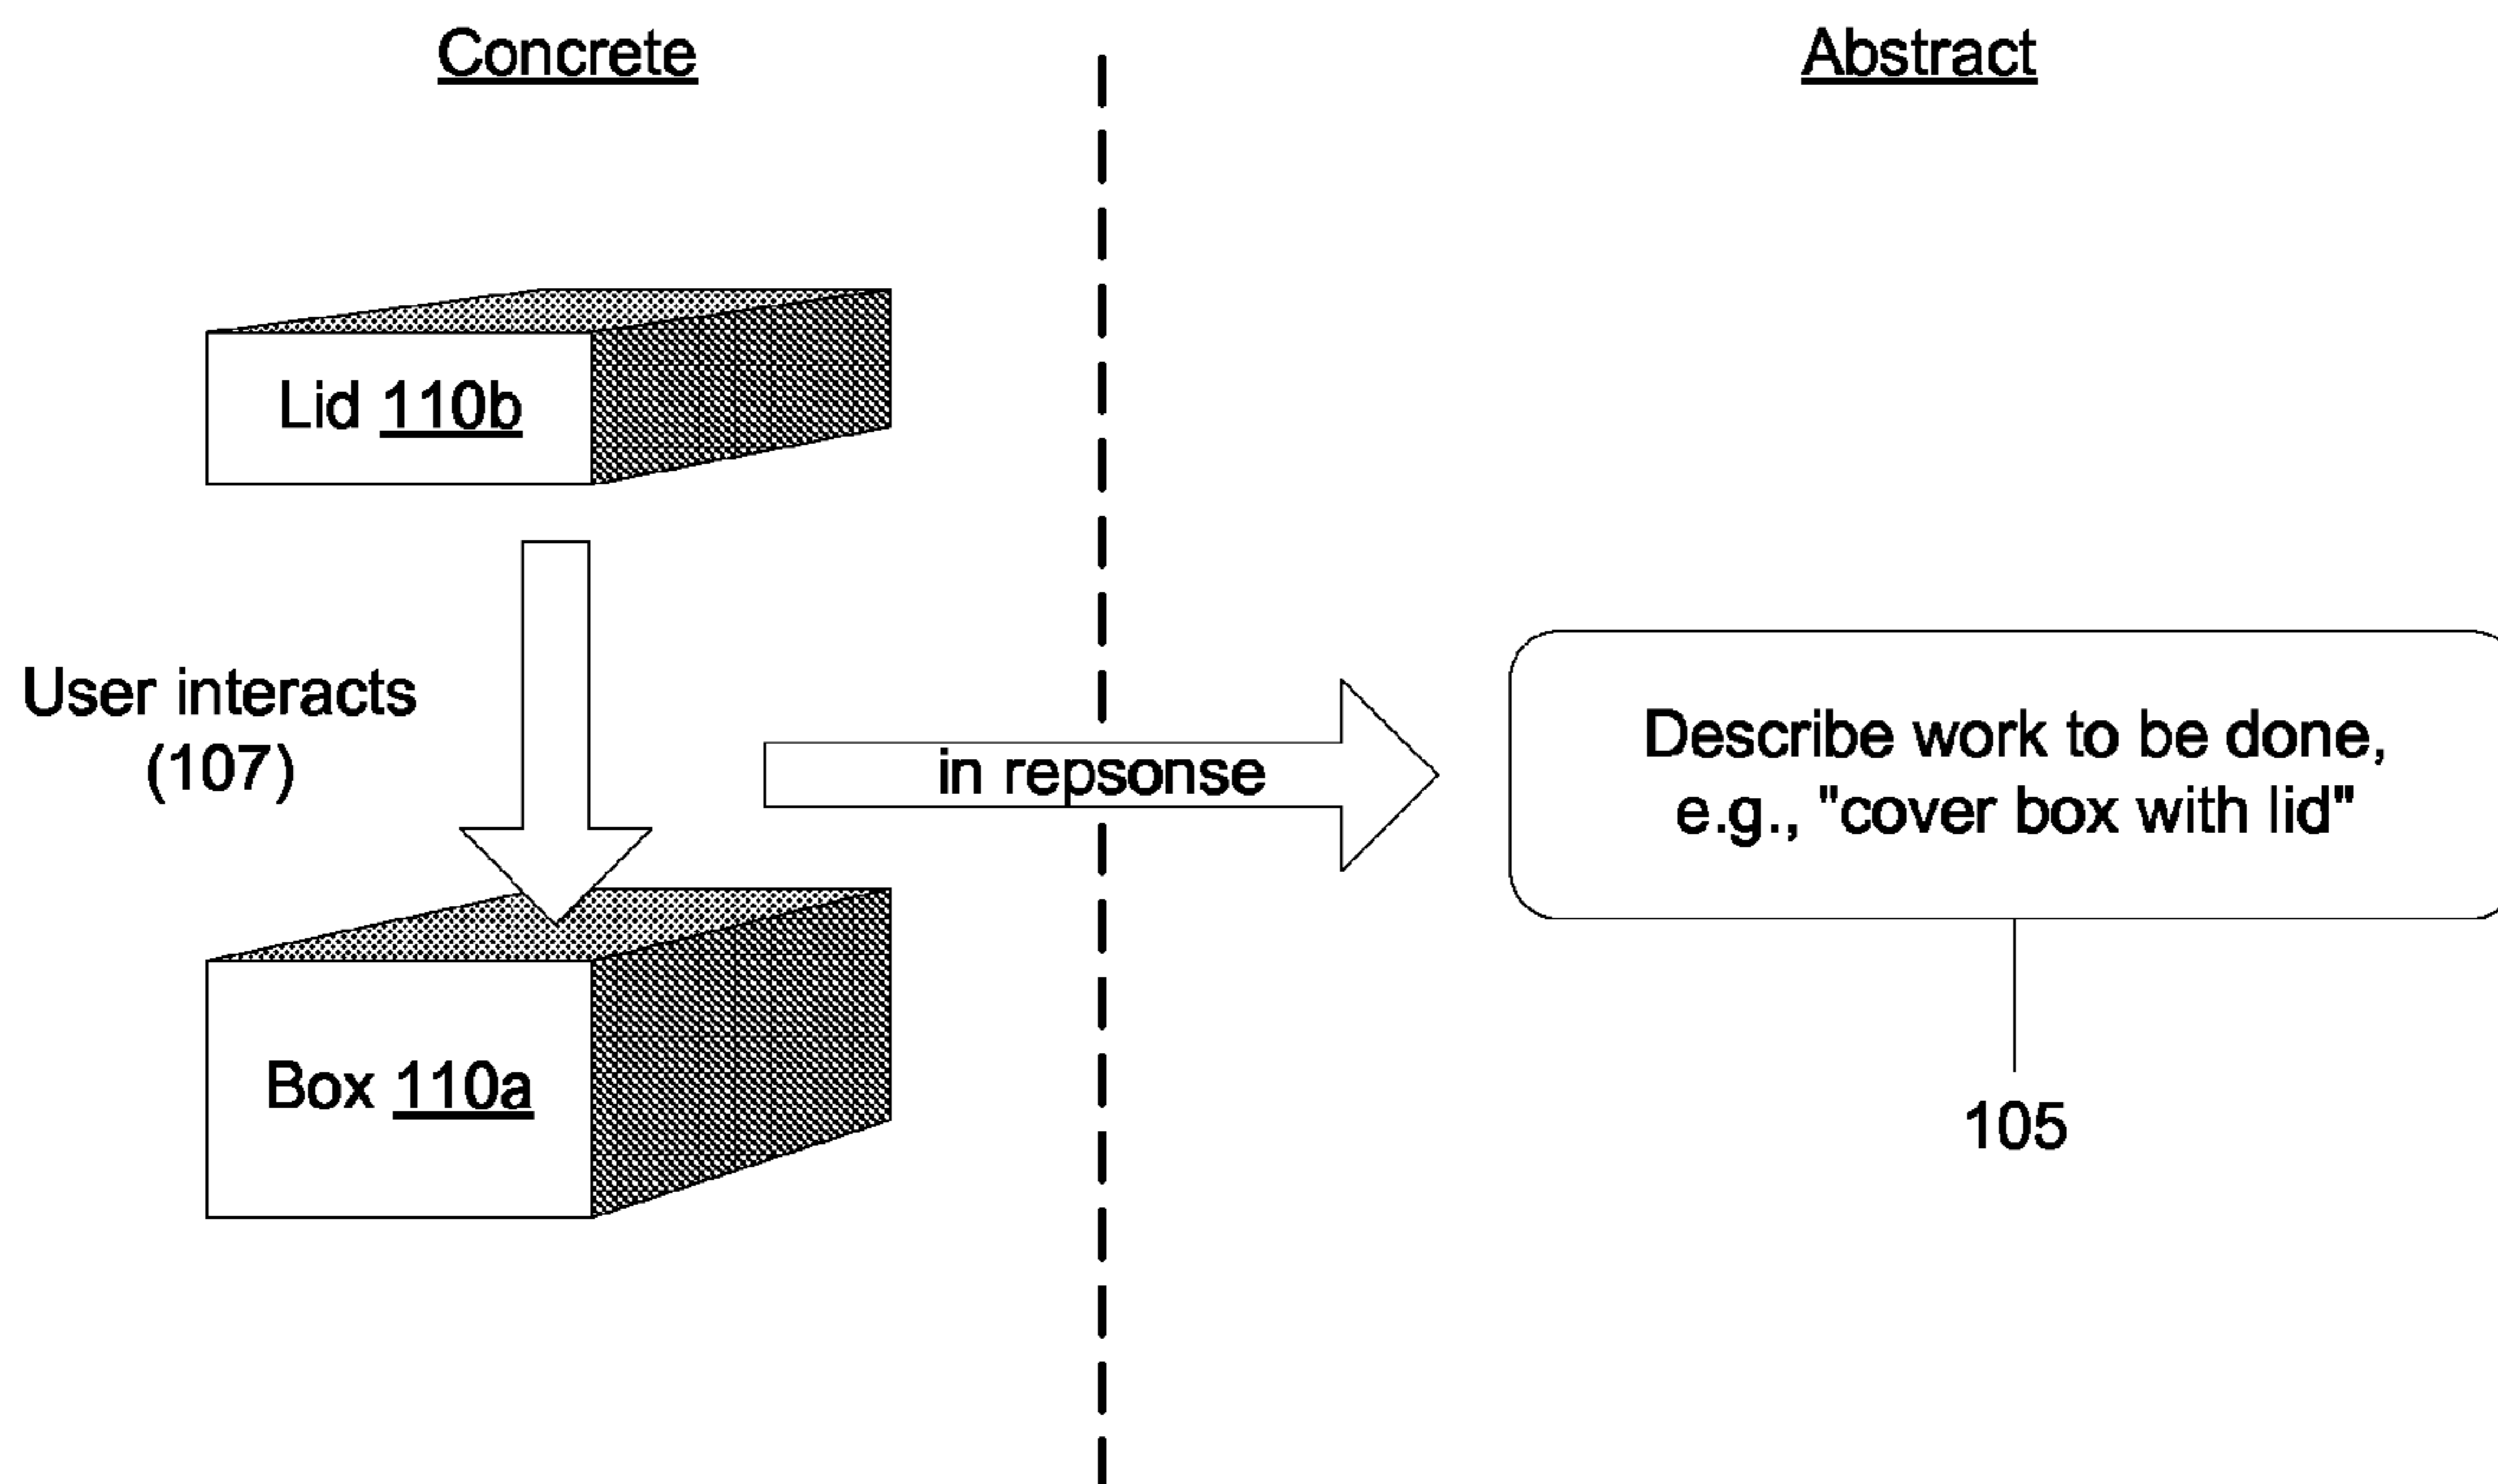 Concrete
Abstract
Lid 110b
User interacts
(107)
in repsonse
Describe work to be done,
e.g., "cover box with lid"
Box 110a
105